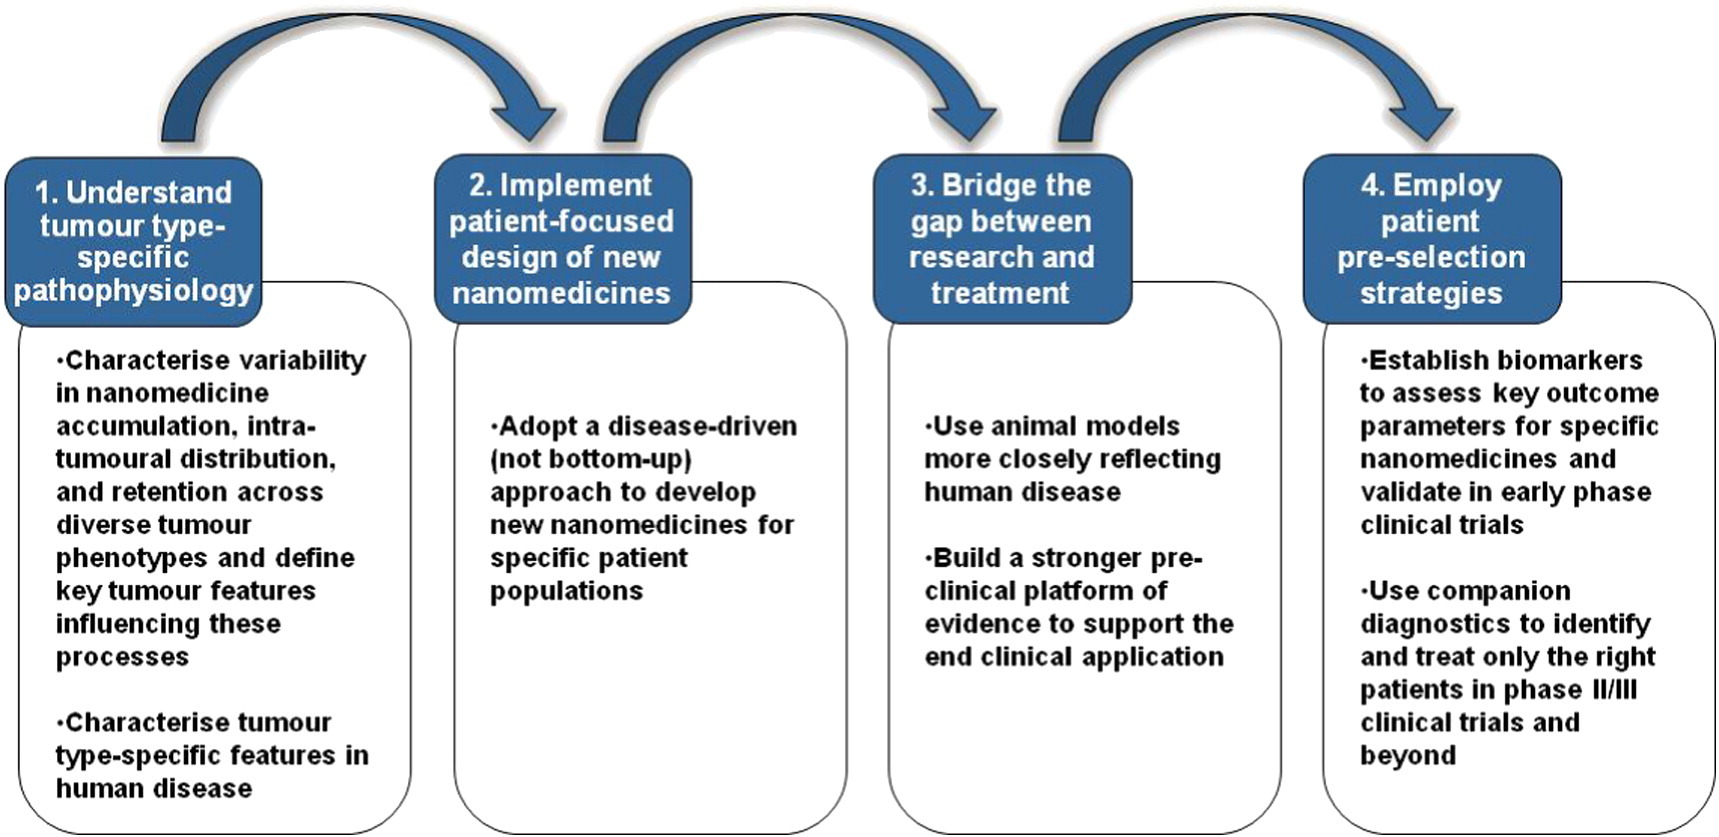 1. Understand
tumour type-
specific
pathophysiology
·Characterise variability
in nanomedicine
accumulation, intra-
tumoural distribution,
and retention across
diverse tumour
phenotypes and define
key tumour features
influencing these
processes
·Characterise tumour
type-specific features in
human disease
2. Implement
patient-focused
design of new
nanomedicines
·Adopt a disease-driven
(not bottom-up)
approach to develop
new nanomedicines for
specific patient
populations
3. Bridge the
gap between
research and
treatment
·Use animal models
more closely reflecting
human disease
·Build a stronger pre-
clinical platform of
evidence to support the
end clinical application
4. Employ
patient
pre-selection
strategies
·Establish biomarkers
to assess key outcome
parameters for specific
nanomedicines and
validate in early phase
clinical trials
·Use companion
diagnostics to identify
and treat only the right
patients in phase II/III
clinical trials and
beyond